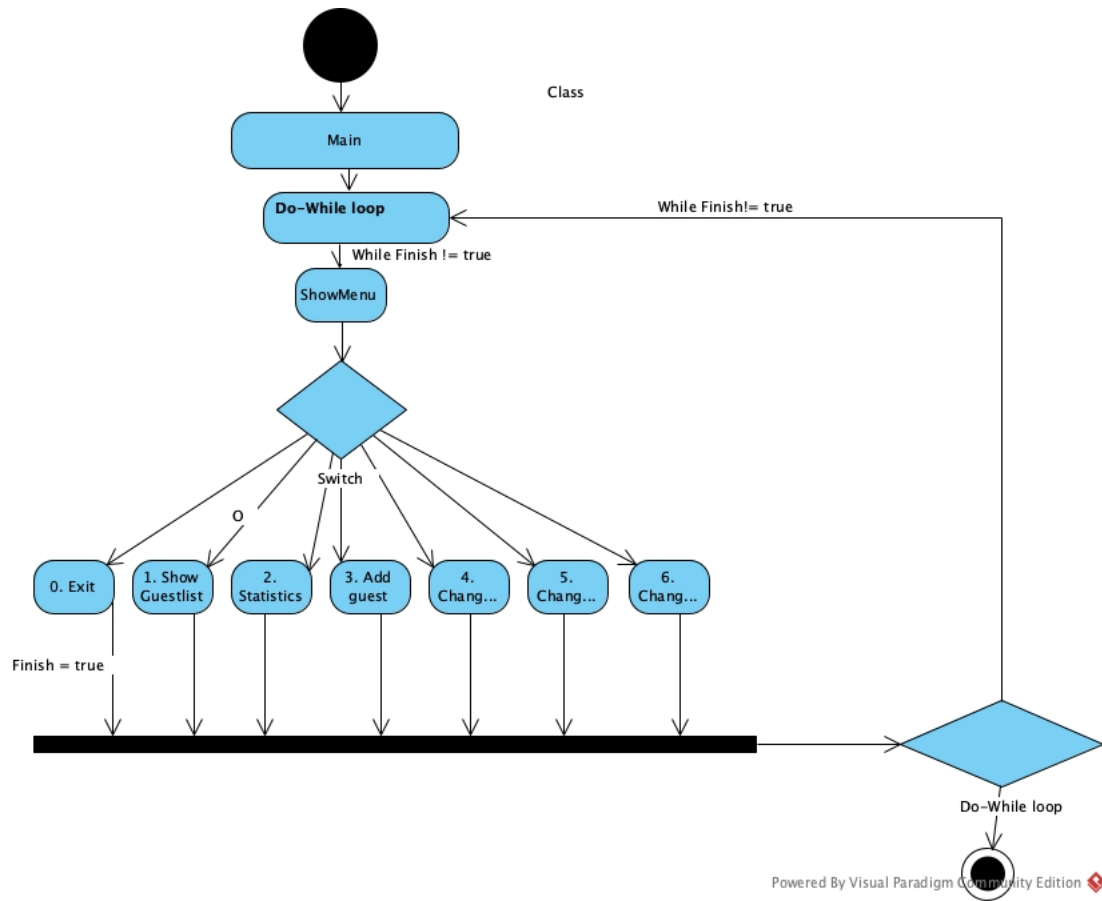 Class
Main
Do-While loop
While Finish!= true
While Finish != true
ShowMenu
Switch
O
0. Exit
1. Show
Guestlist
2.
Statistics
3. Add
guest
4.
Chang...
5.
Chang...
6.
Chang...
Finish = true
Do-While loop
Powered By Visual Paradigm Community Edition